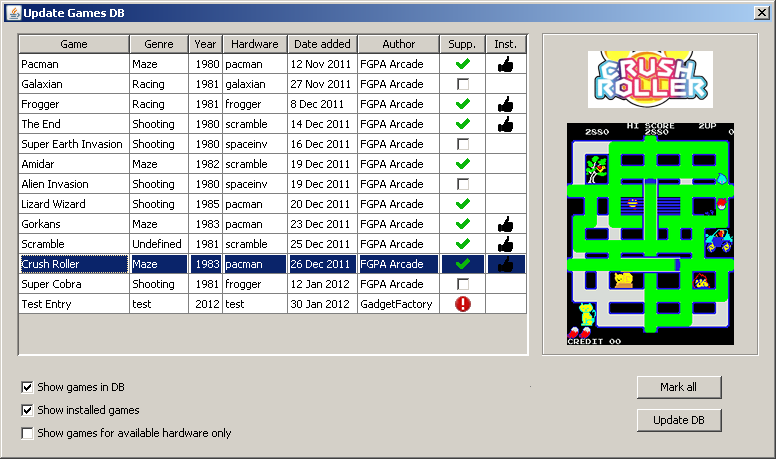 Update Games DB
Game Genre Year Hardware Date added Author Supp. Inst.
Pacman Maze 1980 pacman 12 Nov 2011 FGPA Arcade
Galaxian Racing 1981 galaxian 27 Nov 2011 FGPA Arcade
Frogger Racing 1981 frogger 8 Dec 2011 FGPA Arcade
The End Shooting 1980 scramble 14 Dec 2011 FGPA Arcade
Super Earth Invasion Shooting 1980 spaceinv 16 Dec 2011 FGPA Arcade
Amidar Maze 1982 scramble 19 Dec 2011 FGPA Arcade
Alien Invasion Shooting 1980 spaceinv 19 Dec 2011 FGPA Arcade
Lizard Wizard Shooting 1985 pacman 20 Dec 2011 FGPA Arcade
Gorkans Maze 1983 pacman 23 Dec 2011 FGPA Arcade
Scramble Undefined 1981 scramble 25 Dec 2011 FGPA Arcade
Crush Roller Maze 1983 pacman 26 Dec 2011 FGPA Arcade
Super Cobra Shooting 1981 frogger 12 Jan 2012 FGPA Arcade
Test Entry test 2012 test 30 Jan 2012 GadgetFactory
CRUSH
ROLLER
HI SCORE 2UP
2880 2880 0
CREDIT 00
Show games in DB
Show installed games
Show games for available hardware only
Mark all
Update DB